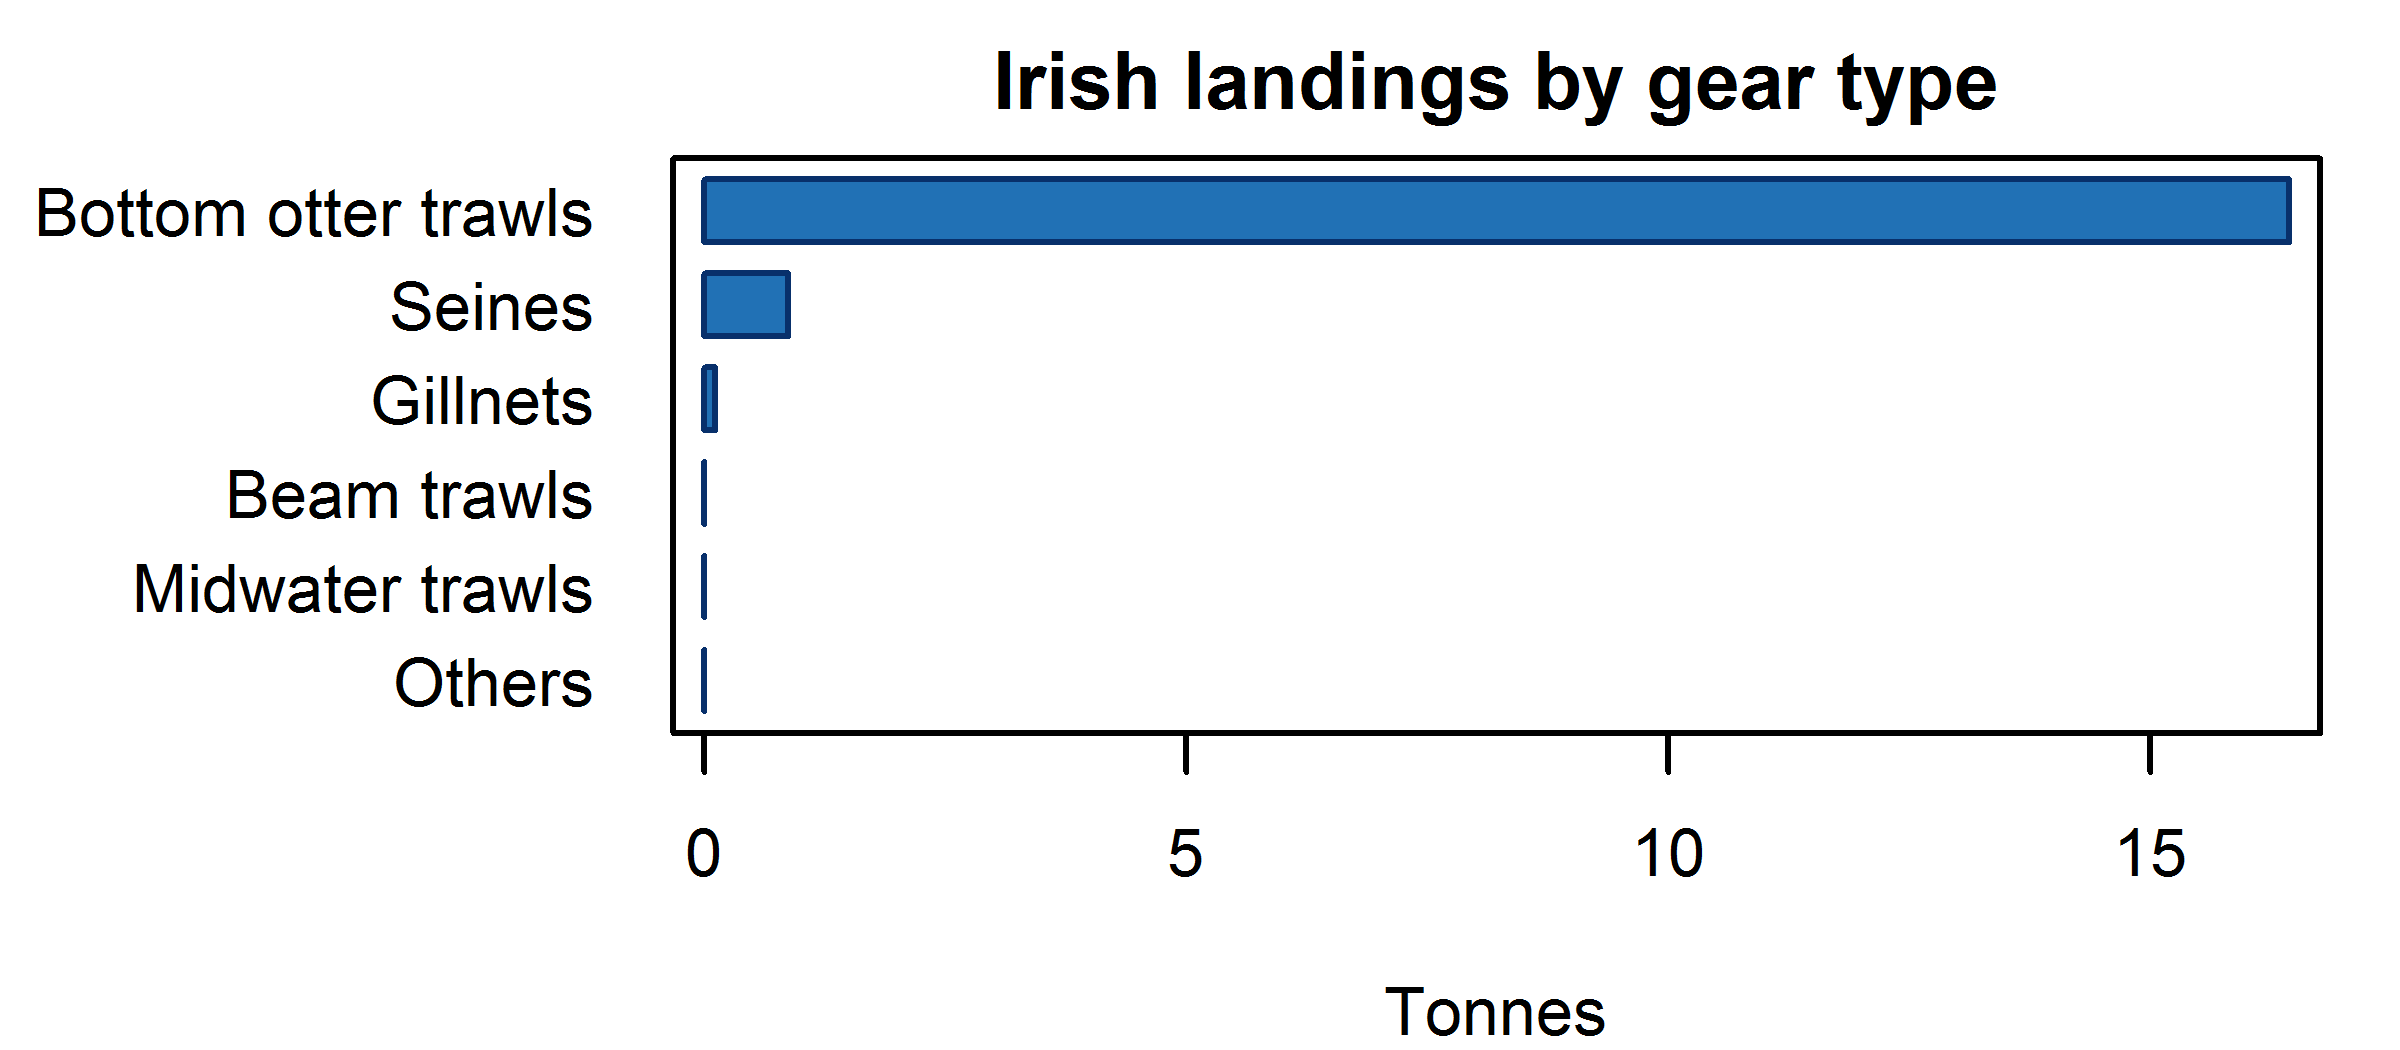 Irish landings by gear type
Bottom otter trawls
Seines
Gillnets
Beam trawls
Midwater trawls
Others
0 5 10 15
Tonnes